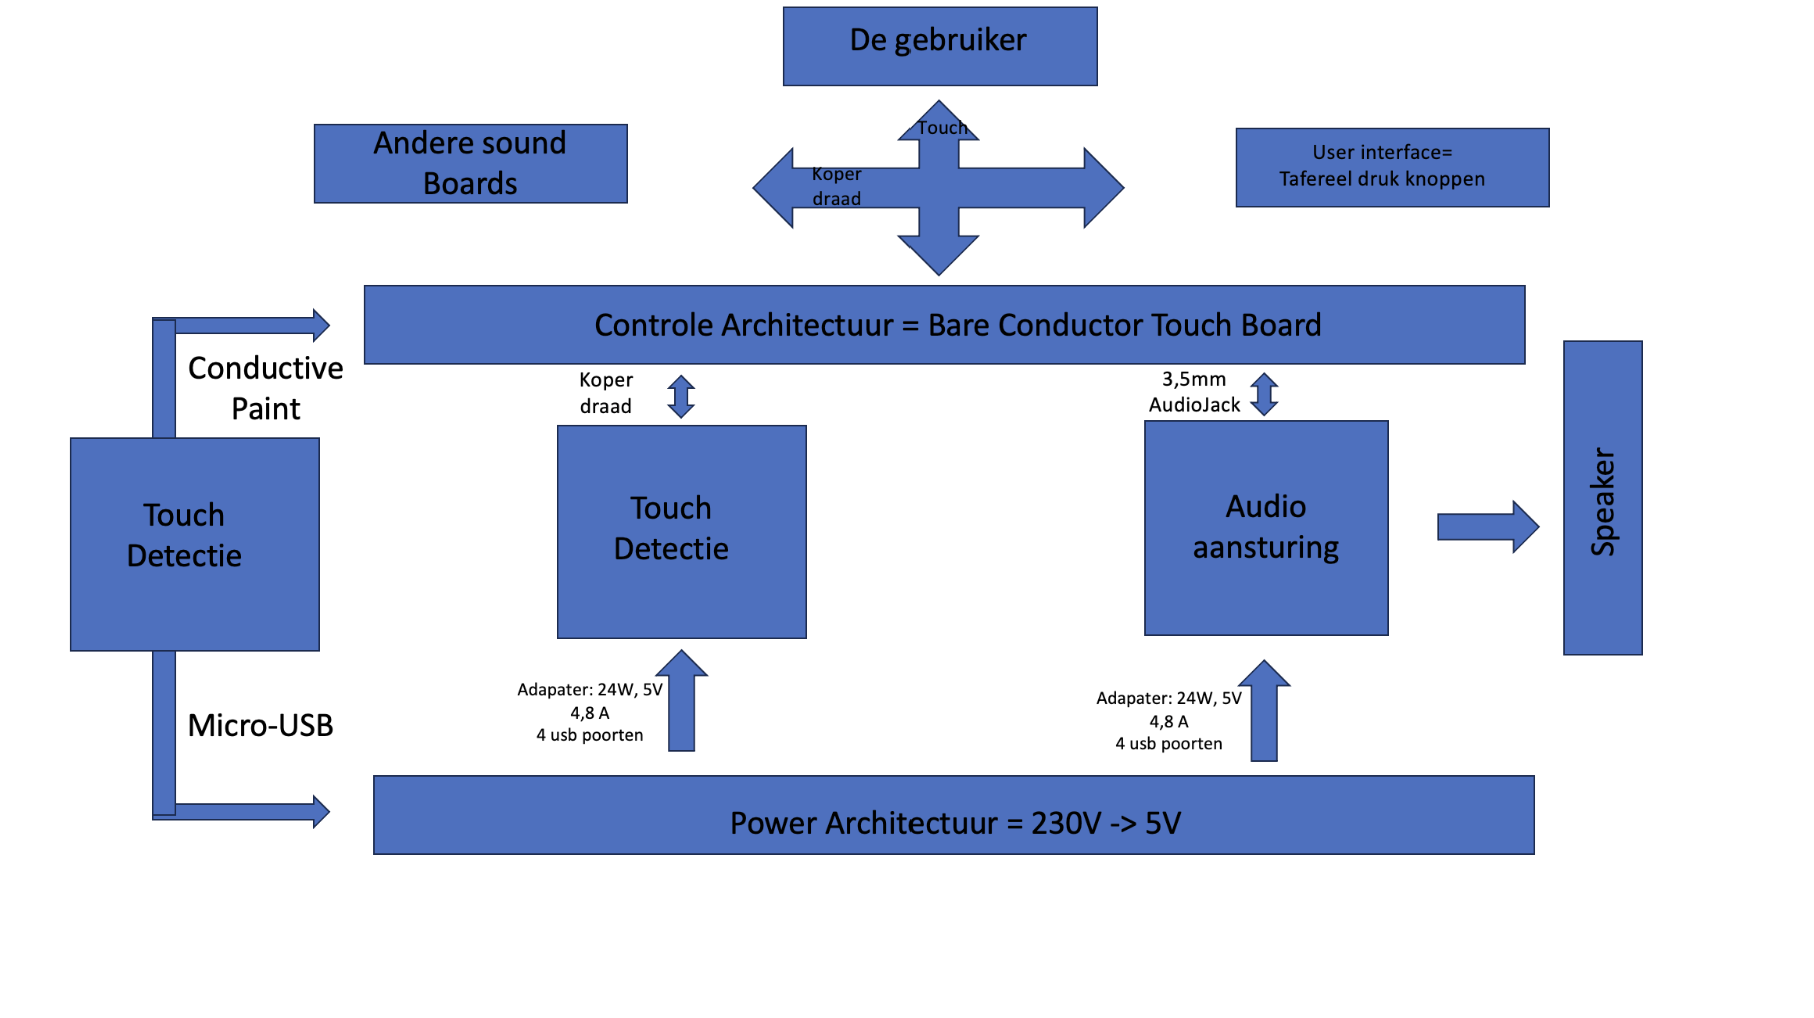 De gebruiker
Andere sound
Boards
Touch
Koper
draad
User interface=
Tafereel druk knoppen
Controle Architectuur = Bare Conductor Touch Board
Conductive
Paint
Koper
draad
3,5mm
AudioJack
Touch
Detectie
Touch
Detectie
Audio
aansturing
Speaker
Micro-USB
Adapater: 24W, 5V
4,8 A
4 usb poorten
Adapater: 24W, 5V
4,8 A
4 usb poorten
Power Architectuur = 230V -> 5V